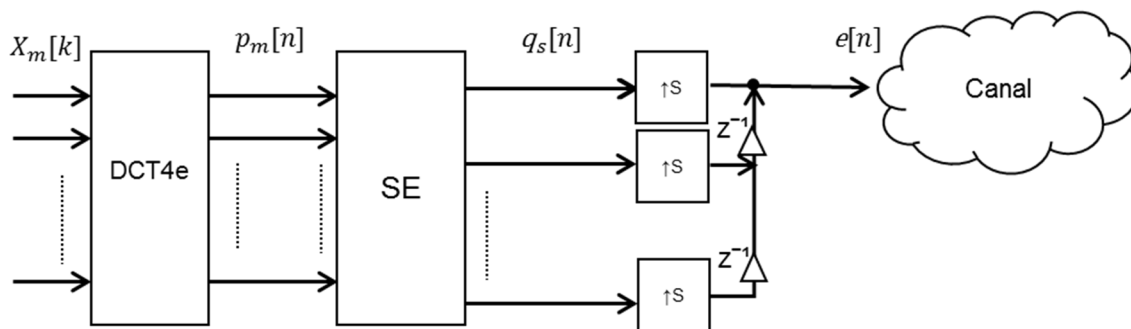 X_m[k]
p_m[n]
q_s[n]
e[n]
DCT4e
SE
↑S
↑S
↑S
z⁻¹
z⁻¹
Canal